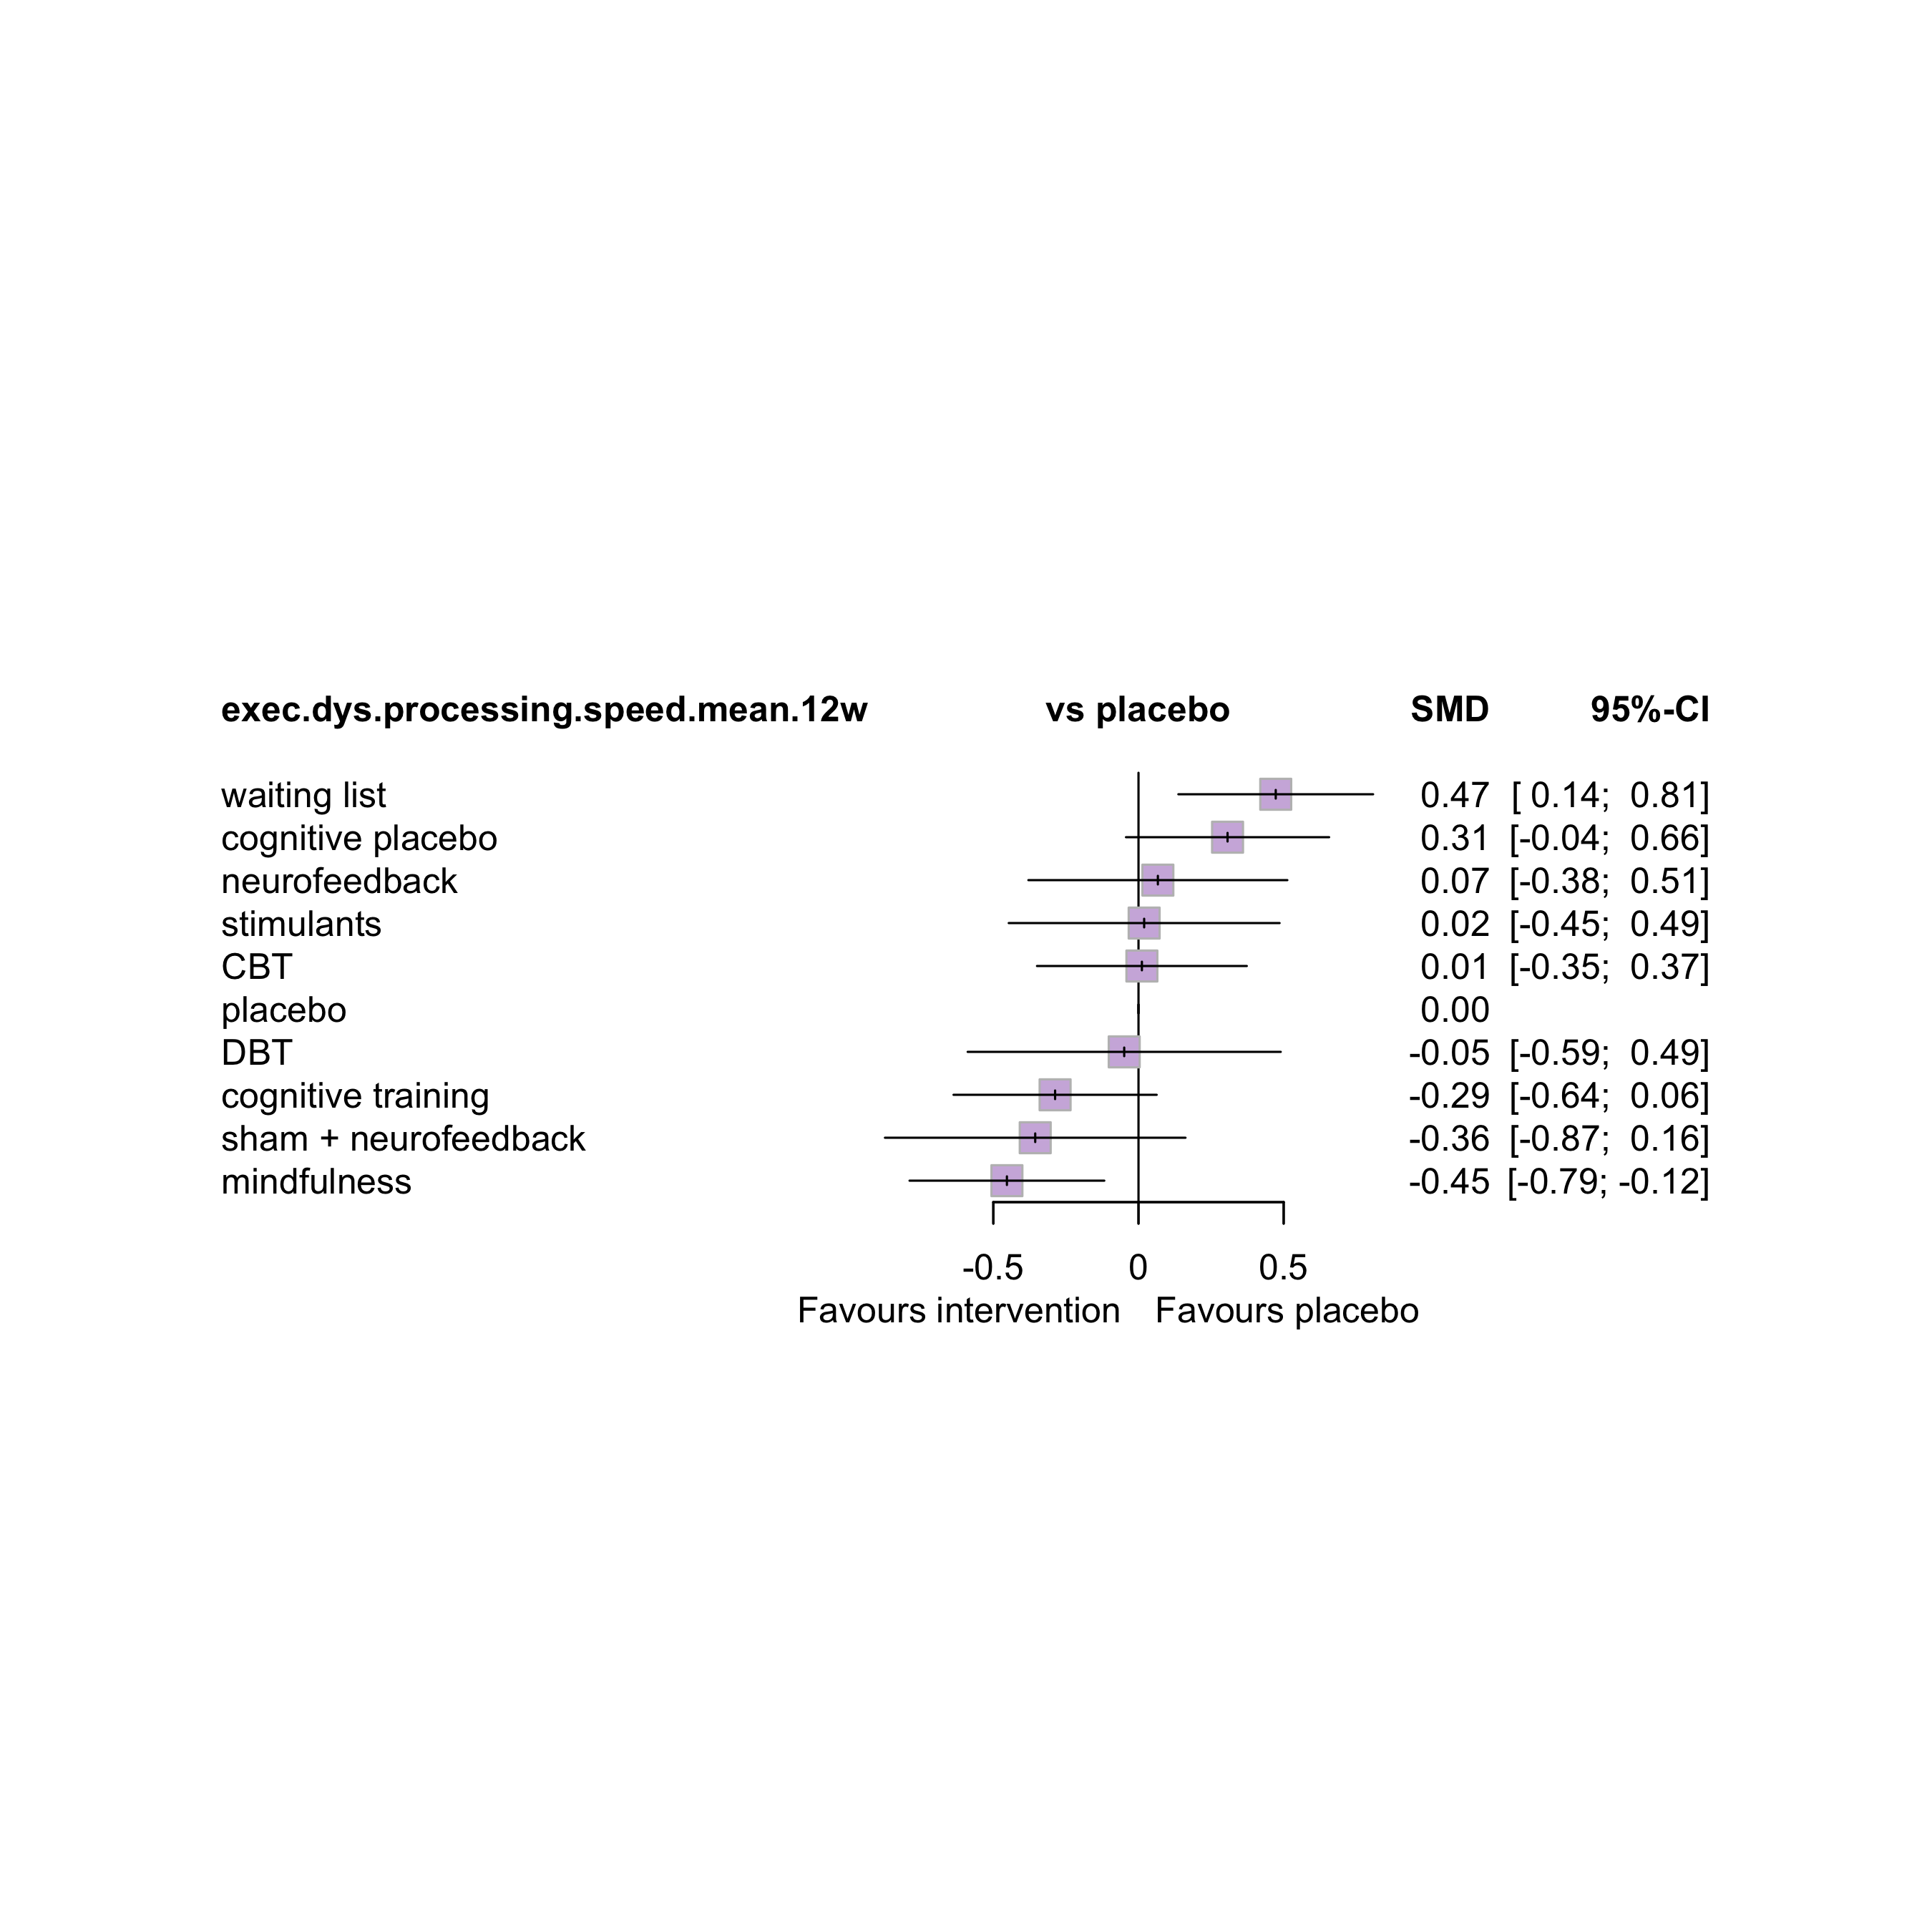 exec.dys.processing.speed.mean.12w vs placebo SMD 95%-CI
waiting list 0.47 [ 0.14; 0.81]
cognitive placebo 0.31 [-0.04; 0.66]
neurofeedback 0.07 [-0.38; 0.51]
stimulants 0.02 [-0.45; 0.49]
CBT 0.01 [-0.35; 0.37]
placebo 0.00
DBT -0.05 [-0.59; 0.49]
cognitive training -0.29 [-0.64; 0.06]
sham + neurofeedback -0.36 [-0.87; 0.16]
mindfulness -0.45 [-0.79; -0.12]
-0.5 0 0.5
Favours intervention Favours placebo